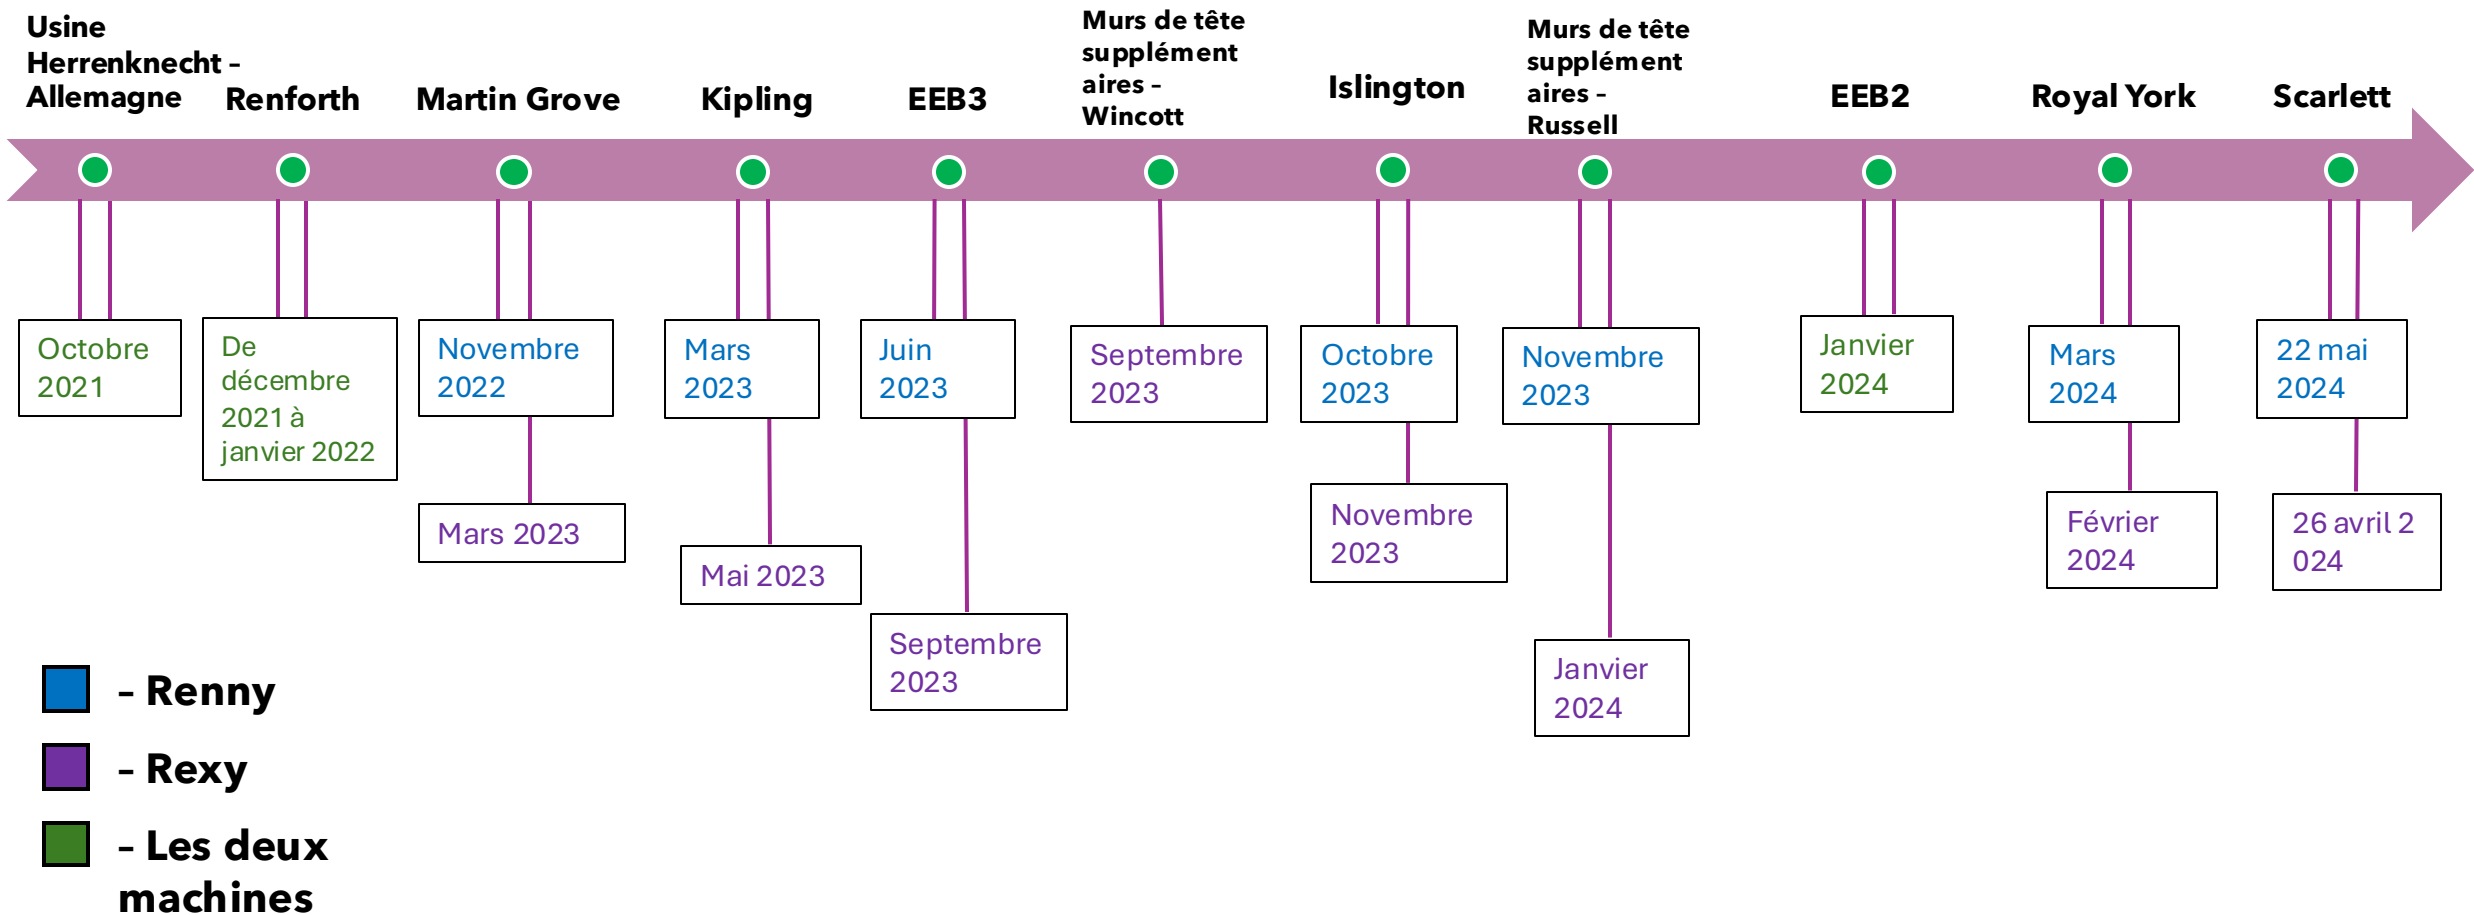 Usine
Herrenknecht –
Allemagne
Renforth
Martin Grove
Kipling
EEB3
Murs de tête
supplément
aires –
Wincott
Islington
Murs de tête
supplément
aires –
Russell
EEB2
Royal York
Scarlett
Octobre
2021
De
décembre
2021 à
janvier 2022
Novembre
2022
Mars 2023
Mars
2023
Mai 2023
Juin
2023
Septembre
2023
Septembre
2023
Octobre
2023
Novembre
2023
Novembre
2023
Janvier
2024
Janvier
2024
Mars
2024
Février
2024
22 mai
2024
26 avril 2
024
– Renny
– Rexy
– Les deux
machines